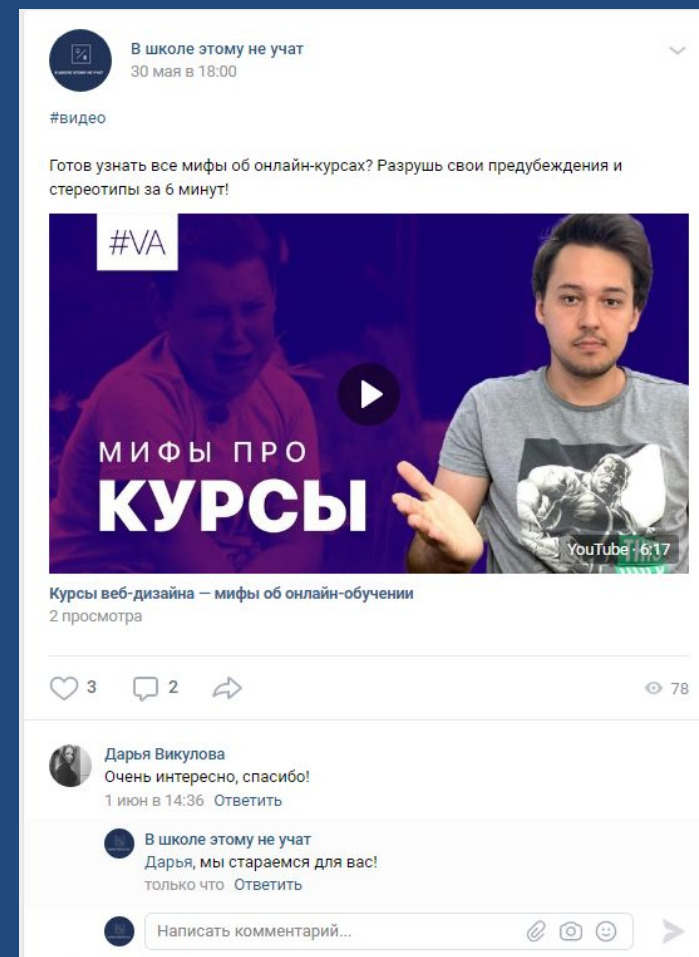 В школе этому не учат
30 мая в 18:00
#видео
Готов узнать все мифы об онлайн-курсах? Разрушь свои предубеждения и
стереотипы за 6 минут!
#VA
МИФЫ ПРО
КУРСЫ
YouTube · 6:17
Курсы веб-дизайна — мифы об онлайн-обучении
2 просмотра
3
2
78
Дарья Викулова
Очень интересно, спасибо!
1 июн в 14:36 Ответить
В школе этому не учат
Дарья, мы стараемся для вас!
только что Ответить
Написать комментарий...